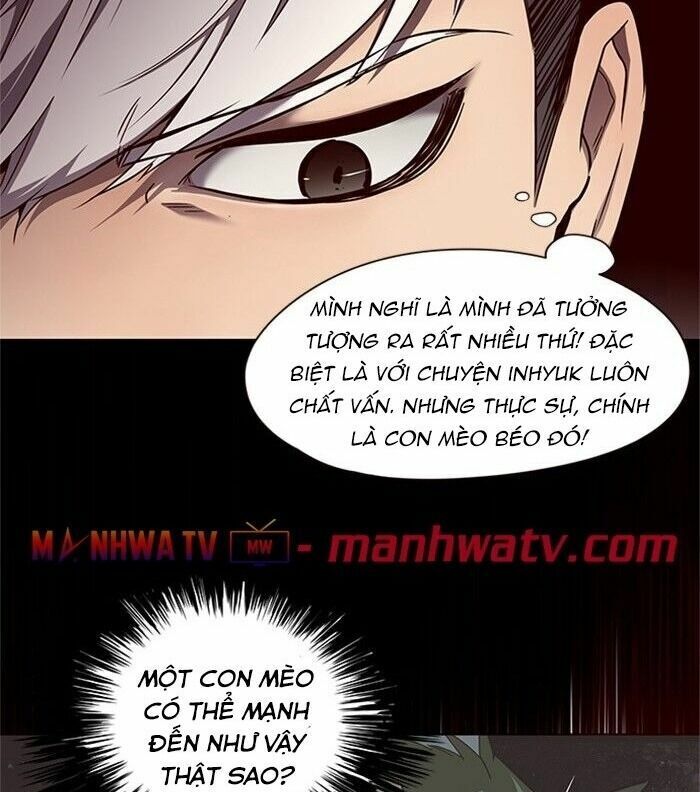 MÌNH NGHĨ LÀ MÌNH ĐÃ TƯỞNG
TƯỢNG RA RẤT NHIỀU THỨ! ĐẶC
BIỆT LÀ VỚI CHUYỆN INHYUK LUÔN
CHẤT VẤN. NHƯNG THỰC SỰ, CHÍNH
LÀ CON MÈO BÉO ĐÓ!
MANHWA TV MW - manhwatv.com
MỘT CON MÈO
CÓ THỂ MẠNH
ĐẾN NHƯ VẬY
THẬT SAO?